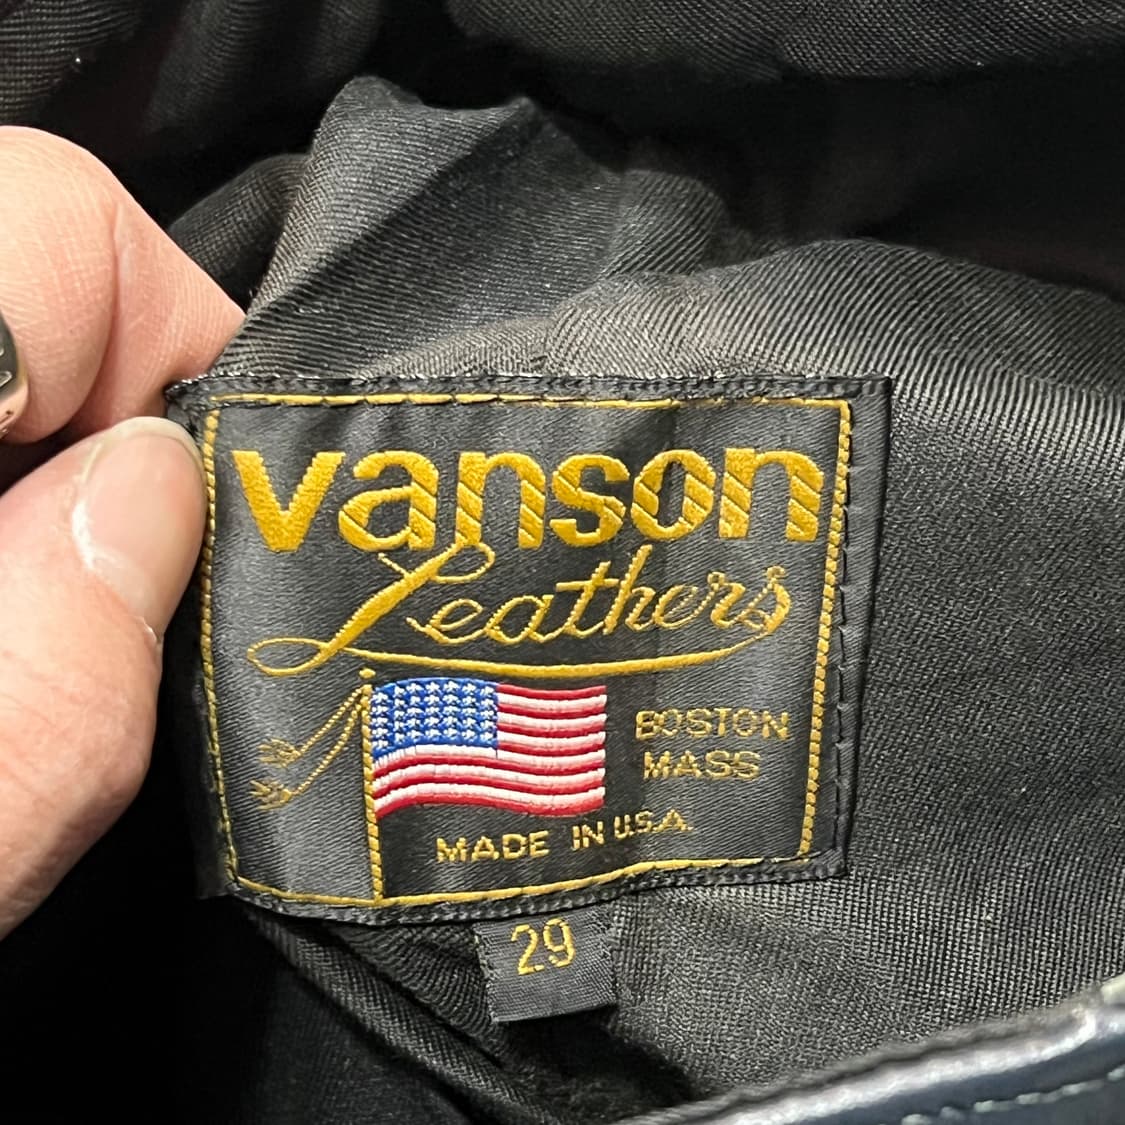 vanson
Leathers
BOSTON
MASS
MADE IN U.S.A.
29